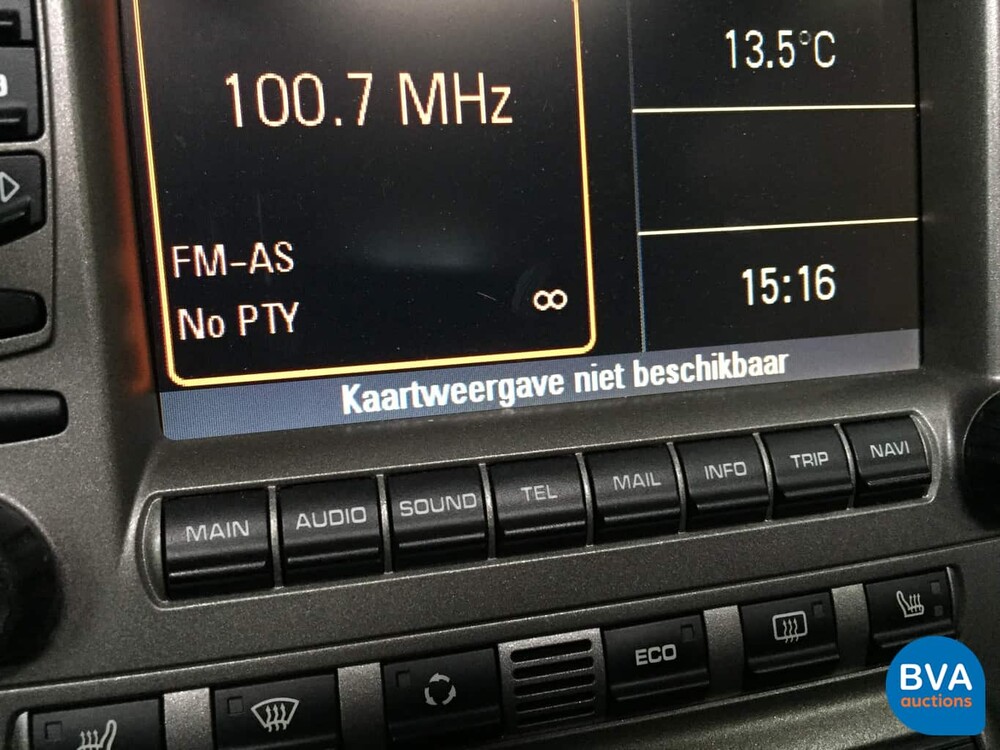 100.7 MHz
13.5°C
FM-AS
No PTY
15:16
Kaartweergave niet beschikbaar
MAIN
AUDIO
SOUND
TEL
MAIL
INFO
TRIP
NAVI
ECO
BVA
auctions